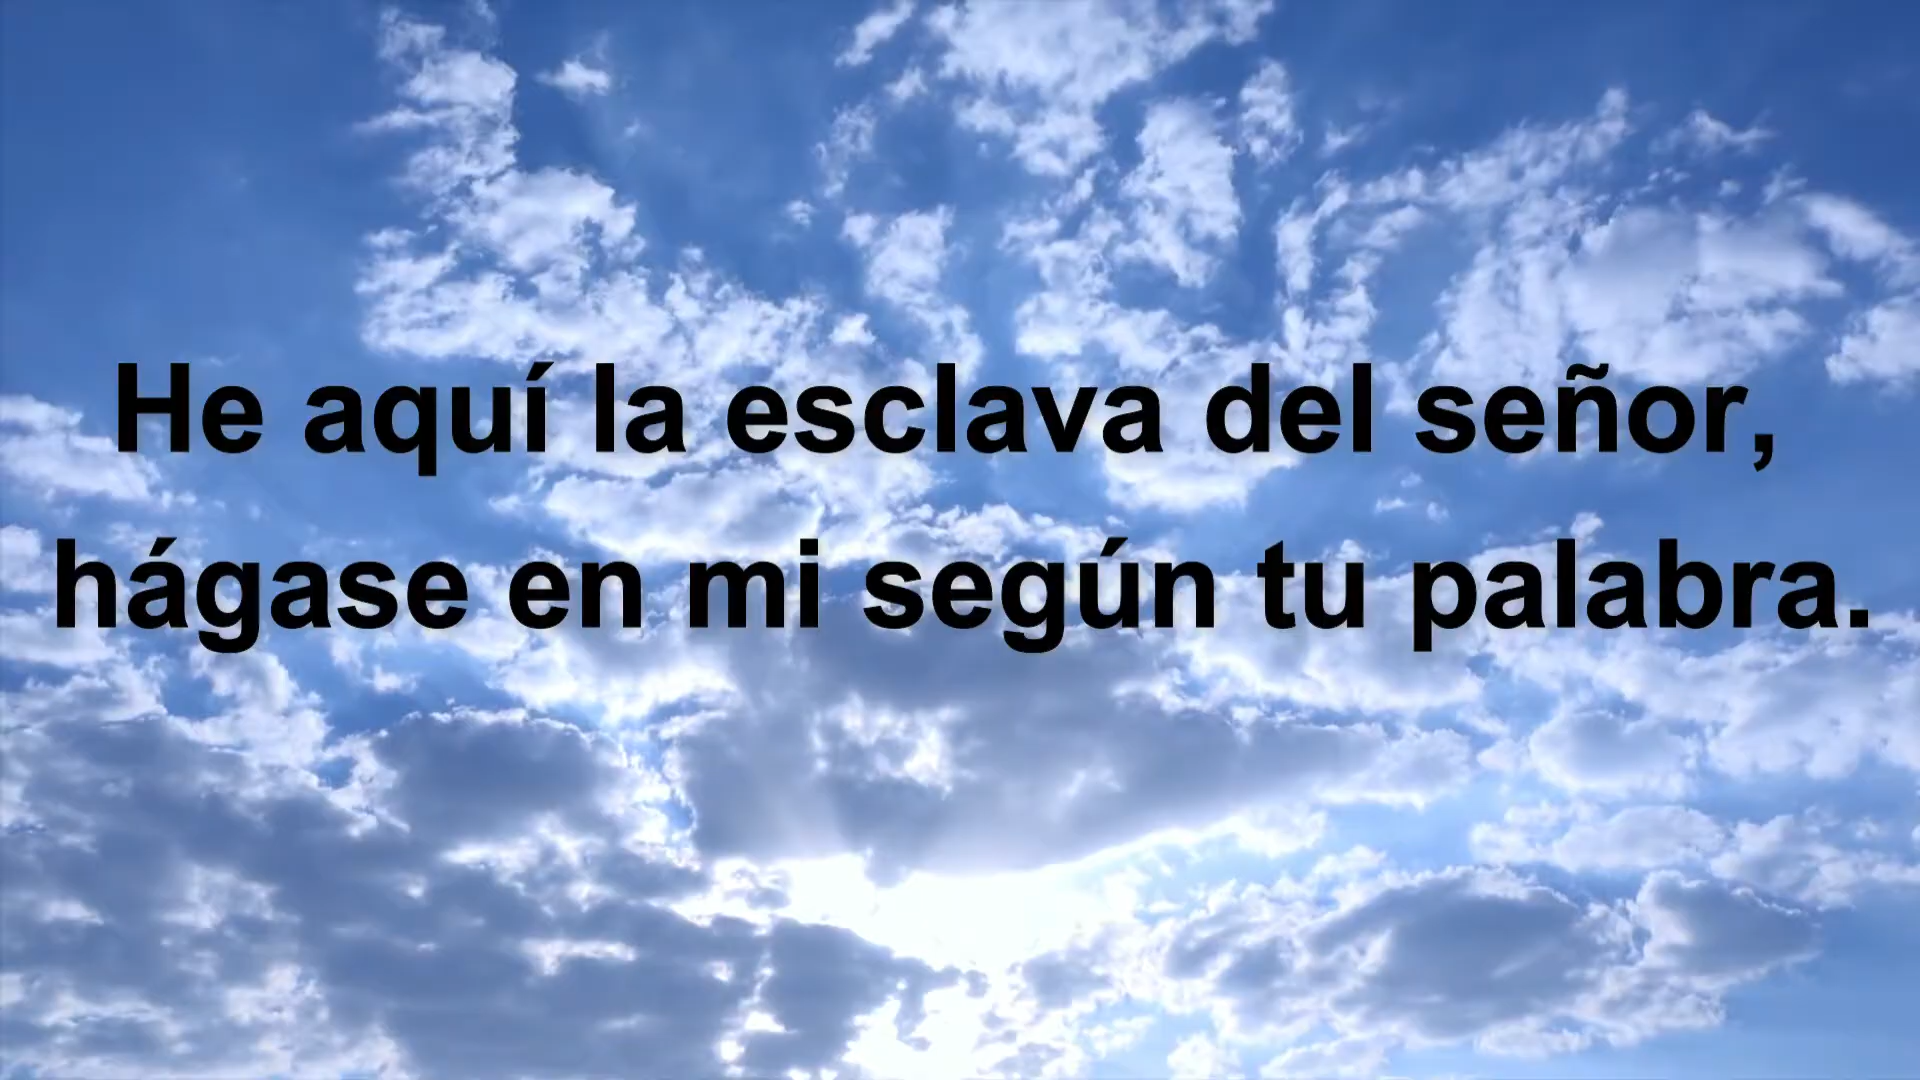 He aquí la esclava del señor,
hágase en mi según tu palabra.